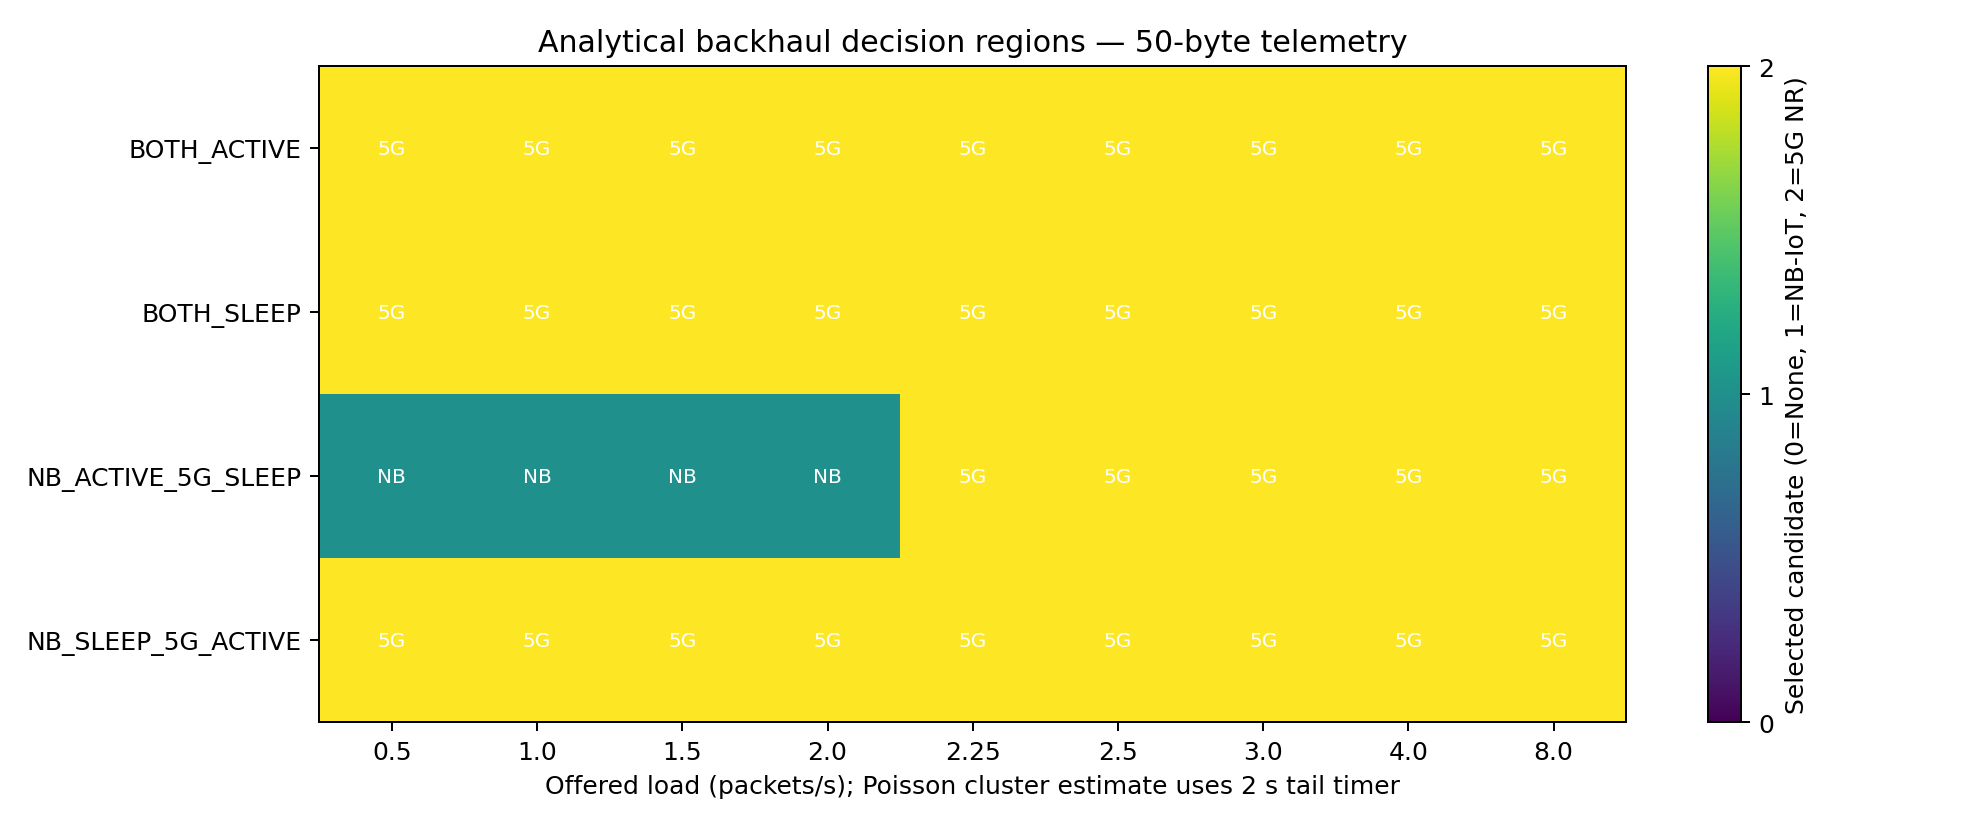 Analytical backhaul decision regions — 50-byte telemetry
BOTH_ACTIVE
5G 5G 5G 5G 5G 5G 5G 5G 5G
BOTH_SLEEP
5G 5G 5G 5G 5G 5G 5G 5G 5G
NB_ACTIVE_5G_SLEEP
NB NB NB NB 5G 5G 5G 5G 5G
NB_SLEEP_5G_ACTIVE
5G 5G 5G 5G 5G 5G 5G 5G 5G
0.5 1.0 1.5 2.0 2.25 2.5 3.0 4.0 8.0
Offered load (packets/s); Poisson cluster estimate uses 2 s tail timer
2
1
0
Selected candidate (0=None, 1=NB-IoT, 2=5G NR)